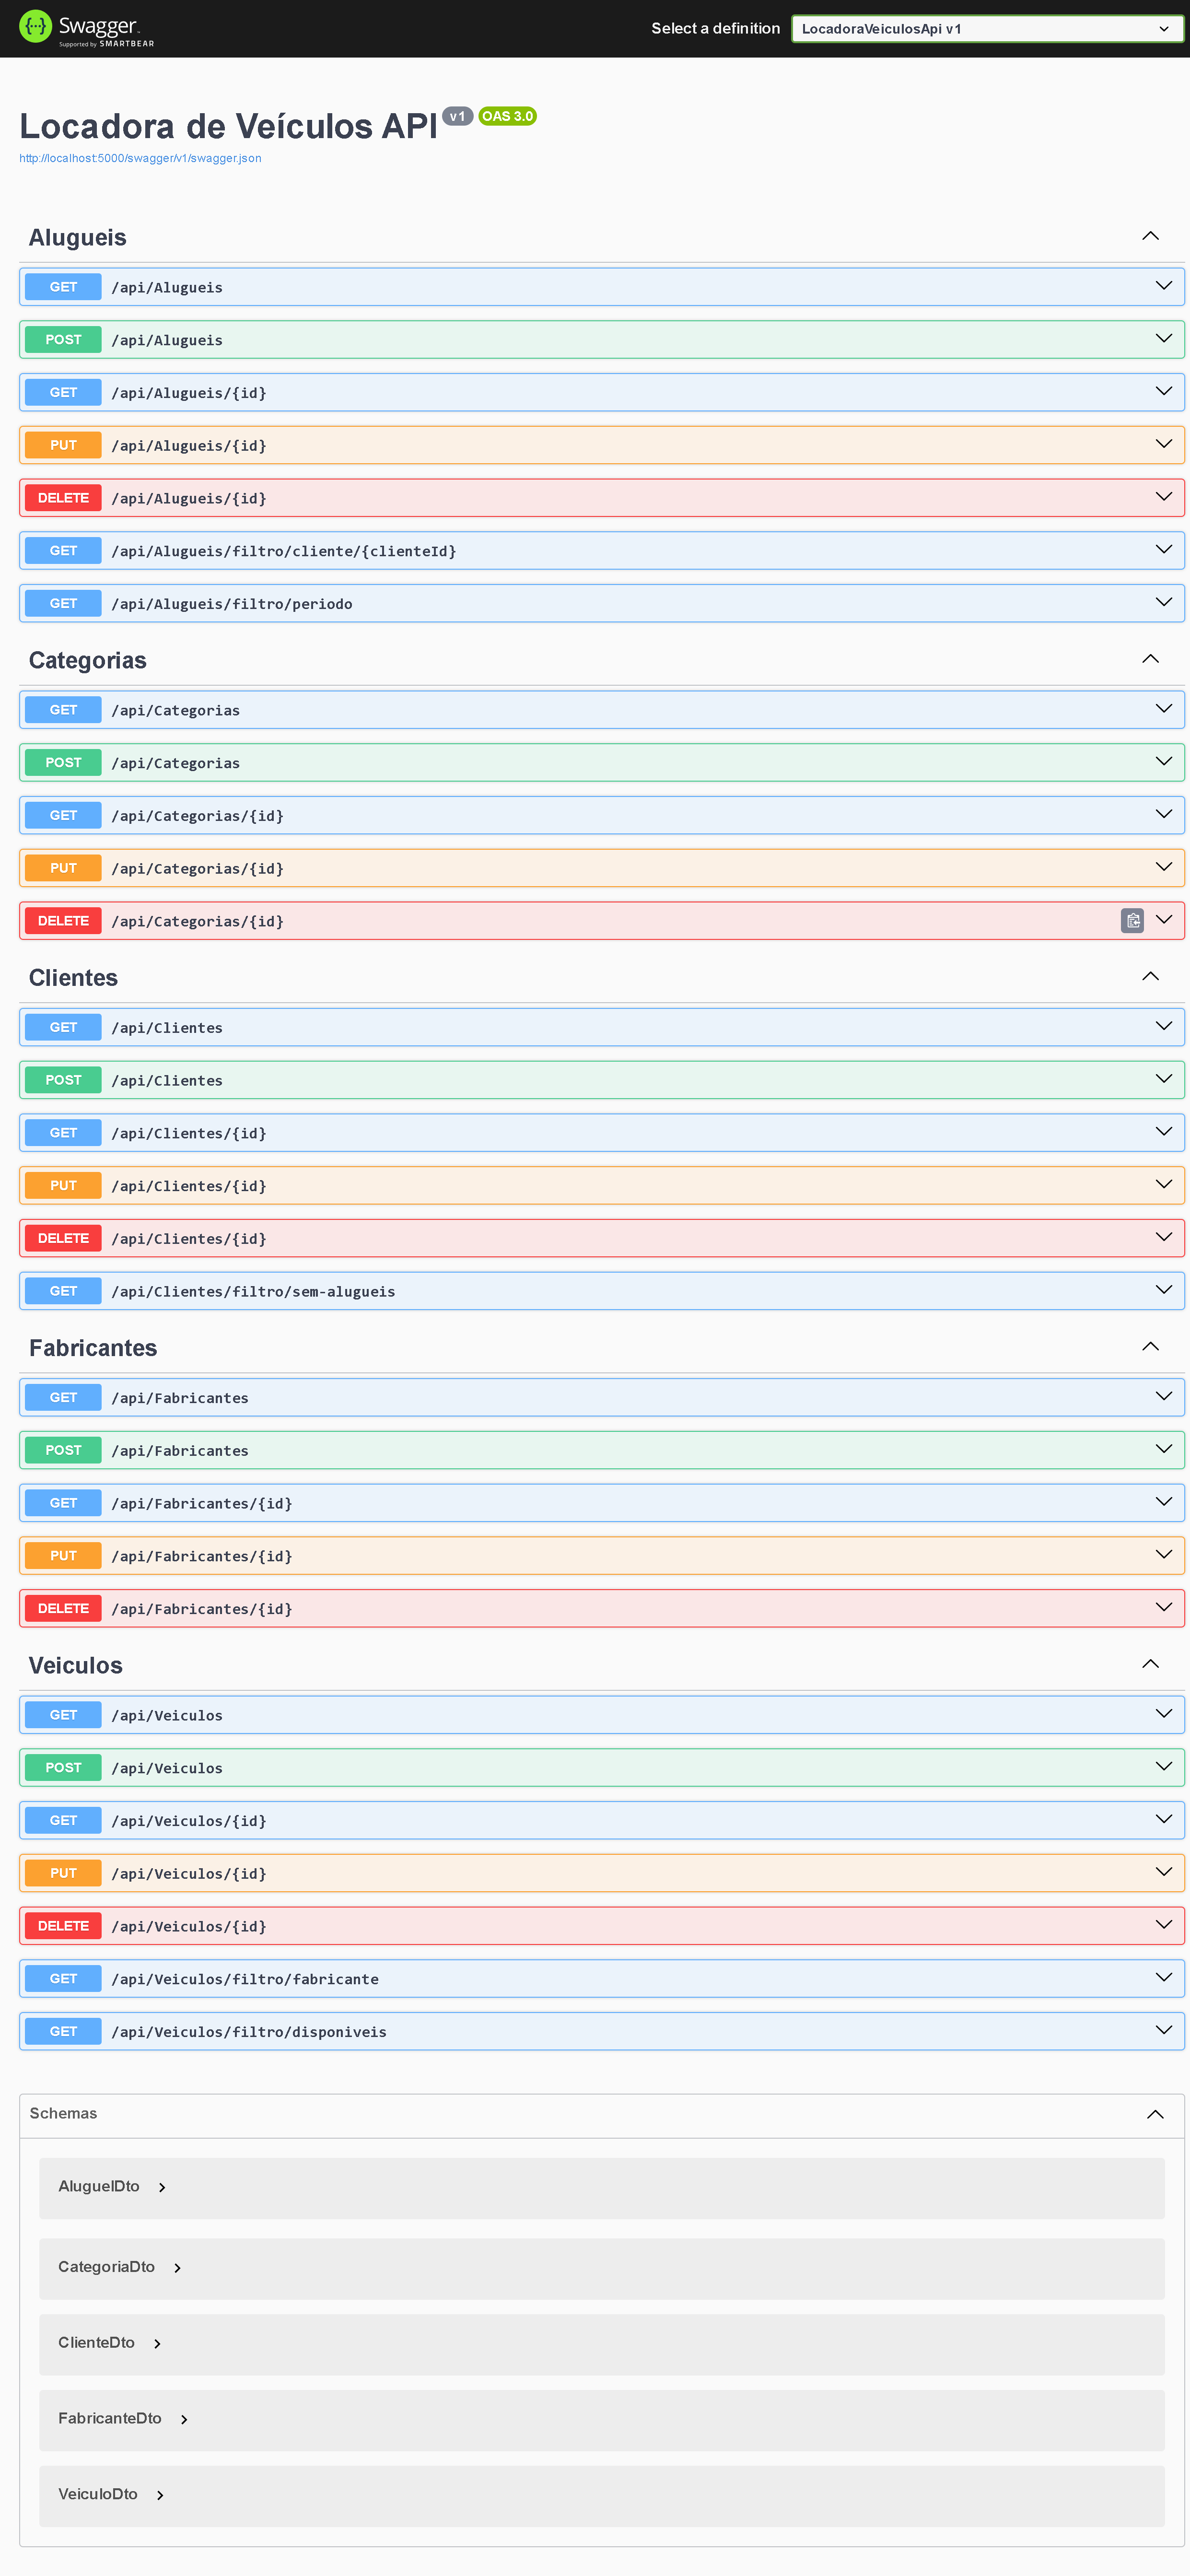 Swagger
Supported by SMARTBEAR
Select a definition
LocadoraVeiculosApi v1
Locadora de Veículos API v1 OAS 3.0
http://localhost:5000/swagger/v1/swagger.json
Alugueis
GET /api/Alugueis
POST /api/Alugueis
GET /api/Alugueis/{id}
PUT /api/Alugueis/{id}
DELETE /api/Alugueis/{id}
GET /api/Alugueis/filtro/cliente/{clienteId}
GET /api/Alugueis/filtro/periodo
Categorias
GET /api/Categorias
POST /api/Categorias
GET /api/Categorias/{id}
PUT /api/Categorias/{id}
DELETE /api/Categorias/{id}
Clientes
GET /api/Clientes
POST /api/Clientes
GET /api/Clientes/{id}
PUT /api/Clientes/{id}
DELETE /api/Clientes/{id}
GET /api/Clientes/filtro/sem-alugueis
Fabricantes
GET /api/Fabricantes
POST /api/Fabricantes
GET /api/Fabricantes/{id}
PUT /api/Fabricantes/{id}
DELETE /api/Fabricantes/{id}
Veiculos
GET /api/Veiculos
POST /api/Veiculos
GET /api/Veiculos/{id}
PUT /api/Veiculos/{id}
DELETE /api/Veiculos/{id}
GET /api/Veiculos/filtro/fabricante
GET /api/Veiculos/filtro/disponiveis
Schemas
AluguelDto
CategoriaDto
ClienteDto
FabricanteDto
VeiculoDto